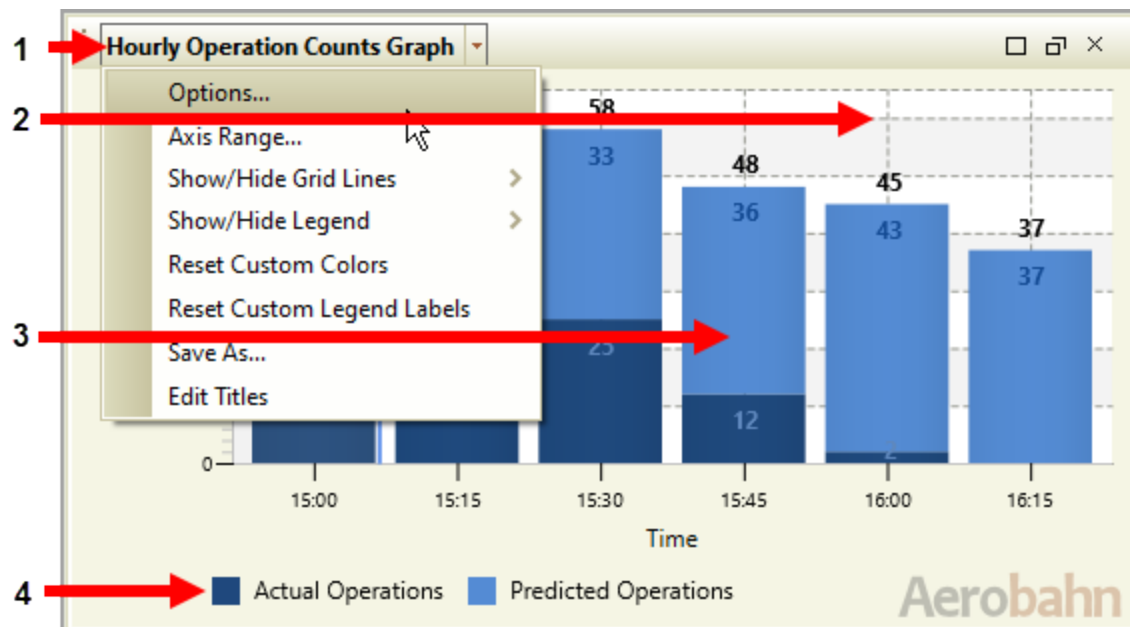 1
Hourly Operation Counts Graph
Options...
2
Axis Range...
Show/Hide Grid Lines
Show/Hide Legend
Reset Custom Colors
Reset Custom Legend Labels
3
Save As...
Edit Titles
58
33
25
48
36
12
45
43
2
37
37
0
15:00 15:15 15:30 15:45 16:00 16:15
Time
4
Actual Operations Predicted Operations
Aerobahn